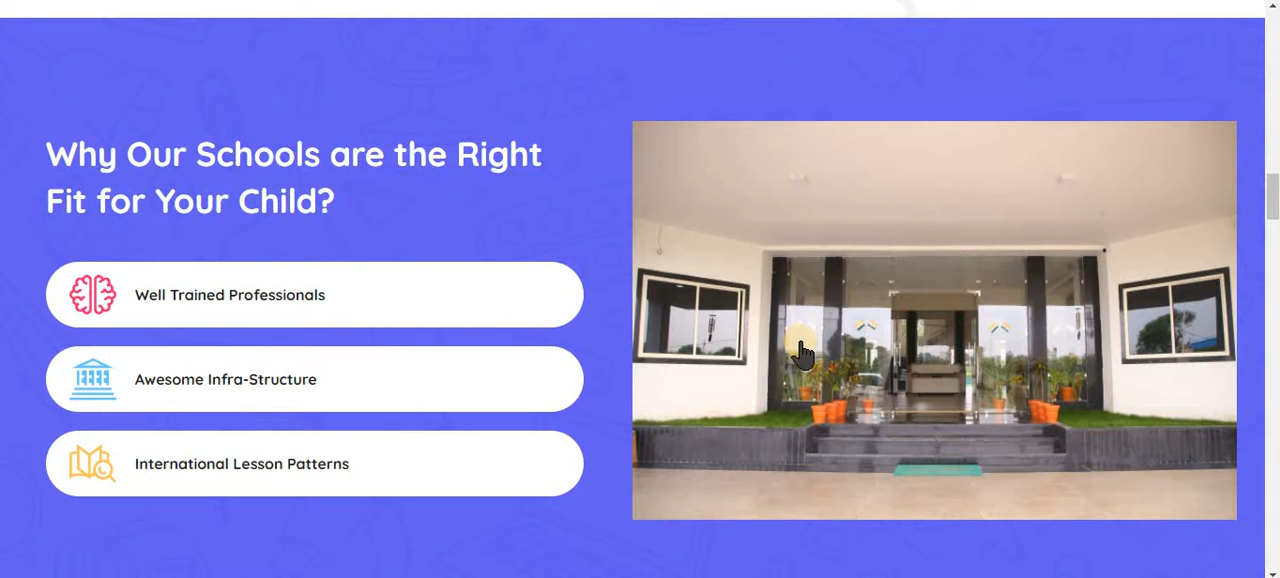 Why Our Schools are the Right
Fit for Your Child?
Well Trained Professionals
Awesome Infra-Structure
International Lesson Patterns